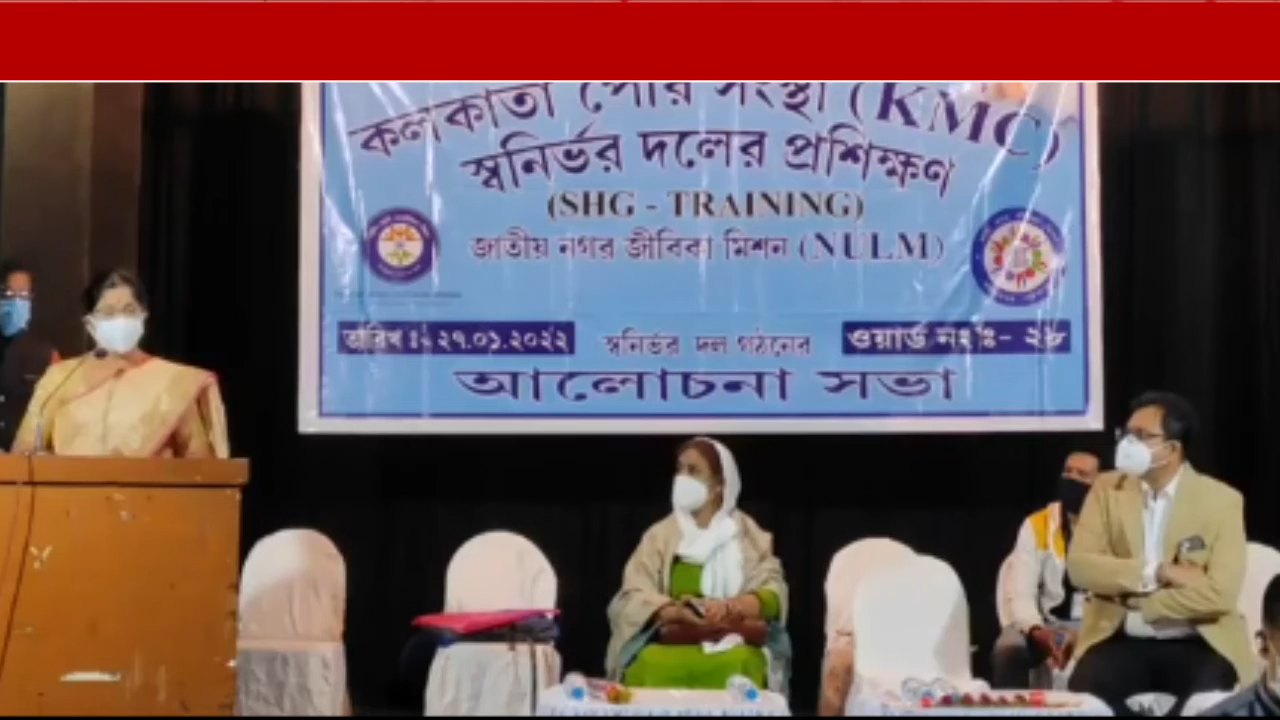 কলকাতা পৌর সংস্থা (KMC)
স্বনির্ভর দলের প্রশিক্ষণ
(SHG - TRAINING)
জাতীয় নগর জীবিকা মিশন (NULM)
তারিখ ঃ ২৭.০১.২০২২
স্বনির্ভর দল গঠনের
ওয়ার্ড নংঃ- ২৮
আলোচনা সভা